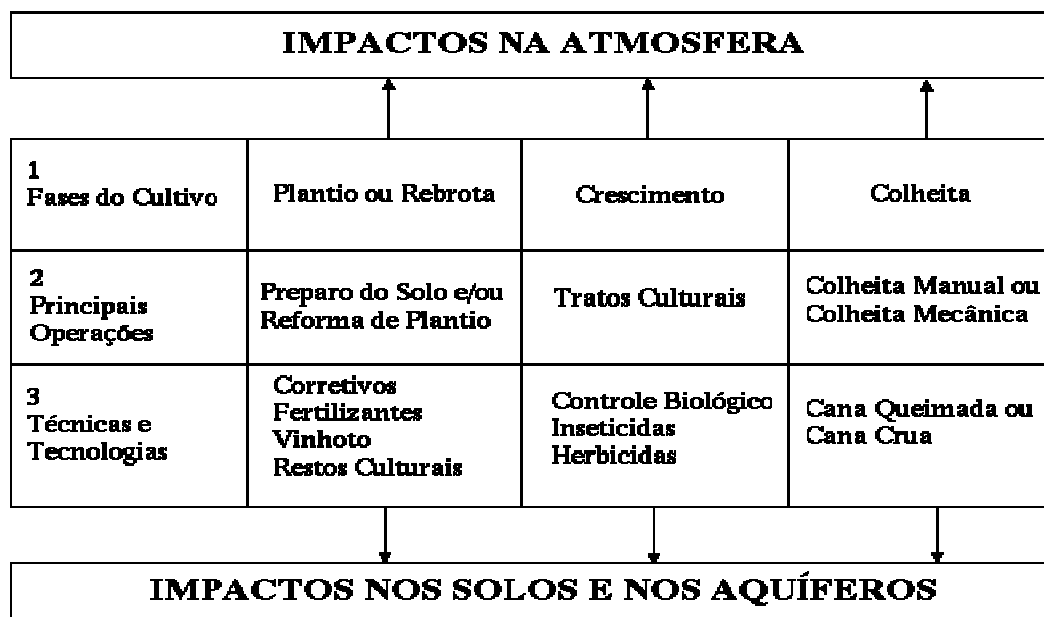 IMPACTOS NA ATMOSFERA
1
Fases do Cultivo
Plantio ou Rebrota
Crescimento
Colheita
2
Principais
Operações
Preparo do Solo e/ou
Reforma de Plantio
Tratos Culturais
Colheita Manual ou
Colheita Mecânica
3
Técnicas e
Tecnologias
Corretivos
Fertilizantes
Vinhoto
Restos Culturais
Controle Biológico
Inseticidas
Herbicidas
Cana Queimada ou
Cana Crua
IMPACTOS NOS SOLOS E NOS AQUÍFEROS